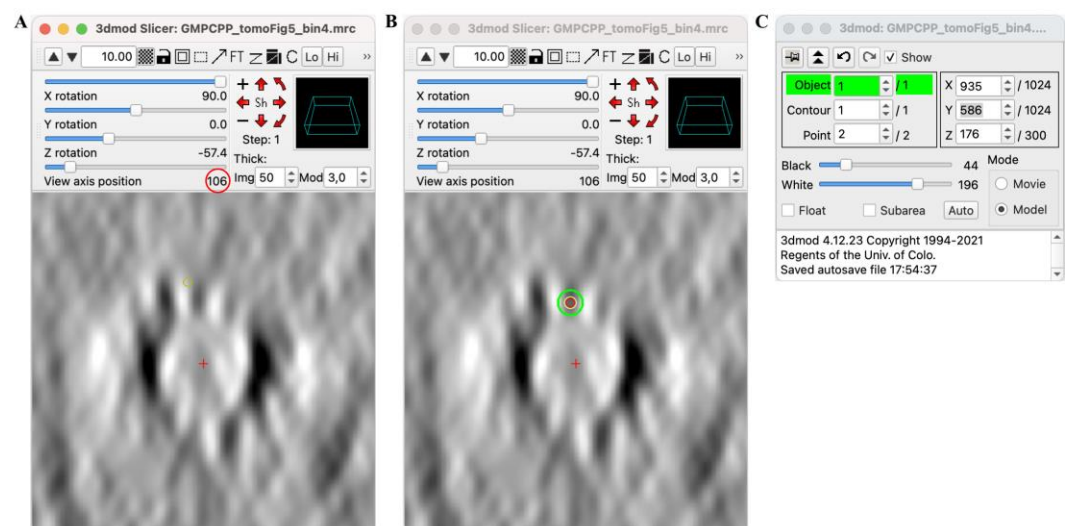 A
3dmod Slicer: GMPCPP_tomoFig5_bin4.mrc
10.00 FT Z C Lo Hi »
X rotation 90.0
Y rotation 0.0
Z rotation -57.4
View axis position 106
+ Sh −
Step: 1
Thick:
Img 50 Mod 3,0
B
3dmod Slicer: GMPCPP_tomoFig5_bin4.mrc
10.00 FT Z C Lo Hi »
X rotation 90.0
Y rotation 0.0
Z rotation -57.4
View axis position 106
+ Sh −
Step: 1
Thick:
Img 50 Mod 3,0
C
3dmod: GMPCPP_tomoFig5_bin4....
Show
Object 1 / 1
Contour 1 / 1
Point 2 / 2
X 935 / 1024
Y 586 / 1024
Z 176 / 300
Black 44
White 196
Mode
Movie
Model
Float Subarea Auto
3dmod 4.12.23 Copyright 1994-2021
Regents of the Univ. of Colo.
Saved autosave file 17:54:37